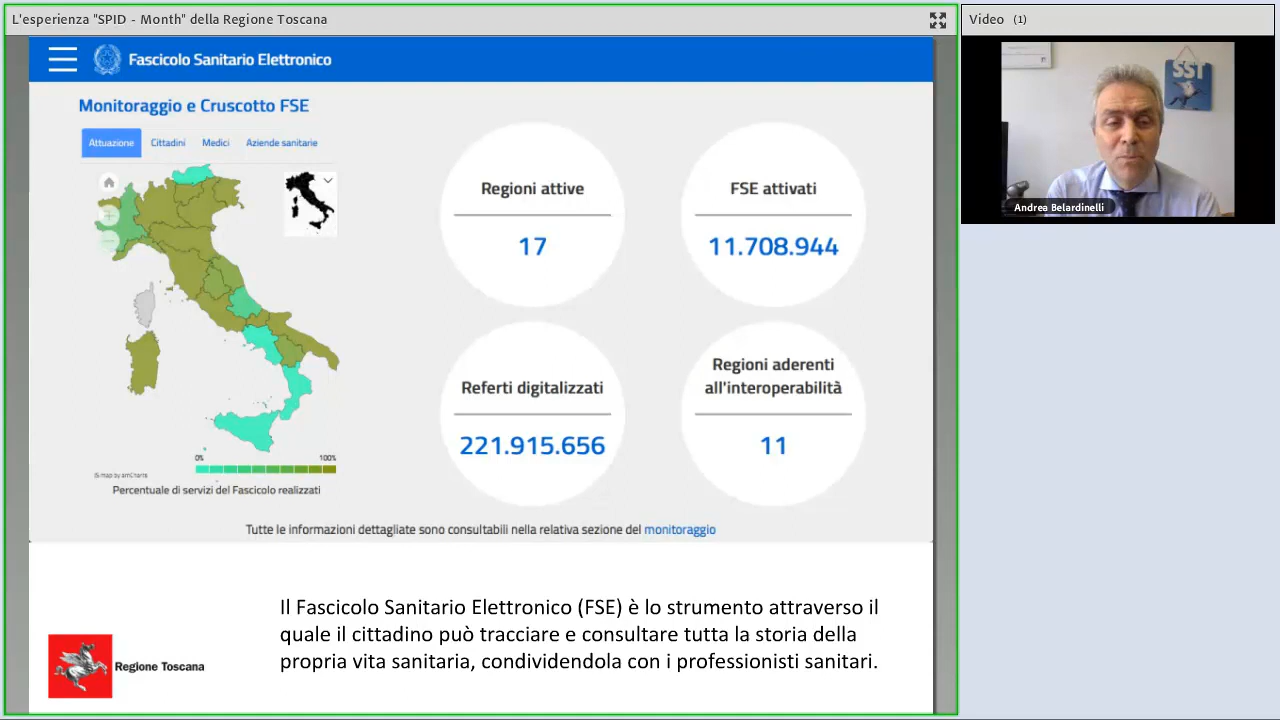 L'esperienza "SPID - Month" della Regione Toscana
Video (1)
Fascicolo Sanitario Elettronico
SST
Andrea Belardinelli
Monitoraggio e Cruscotto FSE
Attuazione Cittadini Medici Aziende sanitarie
Regioni attive
17
FSE attivati
11.708.944
Referti digitalizzati
221.915.656
Regioni aderenti
all'interoperabilità
11
0% 100%
JS map by amCharts
Percentuale di servizi del Fascicolo realizzati
Tutte le informazioni dettagliate sono consultabili nella relativa sezione del monitoraggio
Il Fascicolo Sanitario Elettronico (FSE) è lo strumento attraverso il
quale il cittadino può tracciare e consultare tutta la storia della
propria vita sanitaria, condividendola con i professionisti sanitari.
Regione Toscana